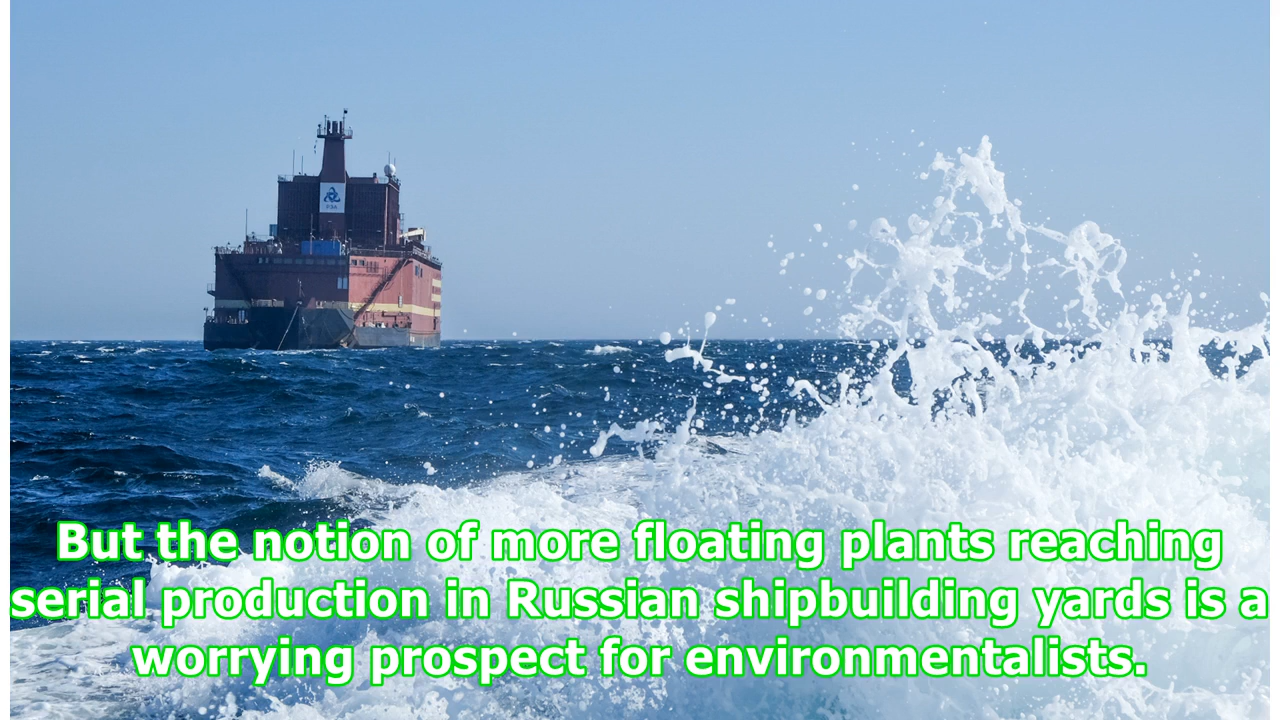 But the notion of more floating plants reaching
serial production in Russian shipbuilding yards is a
worrying prospect for environmentalists.